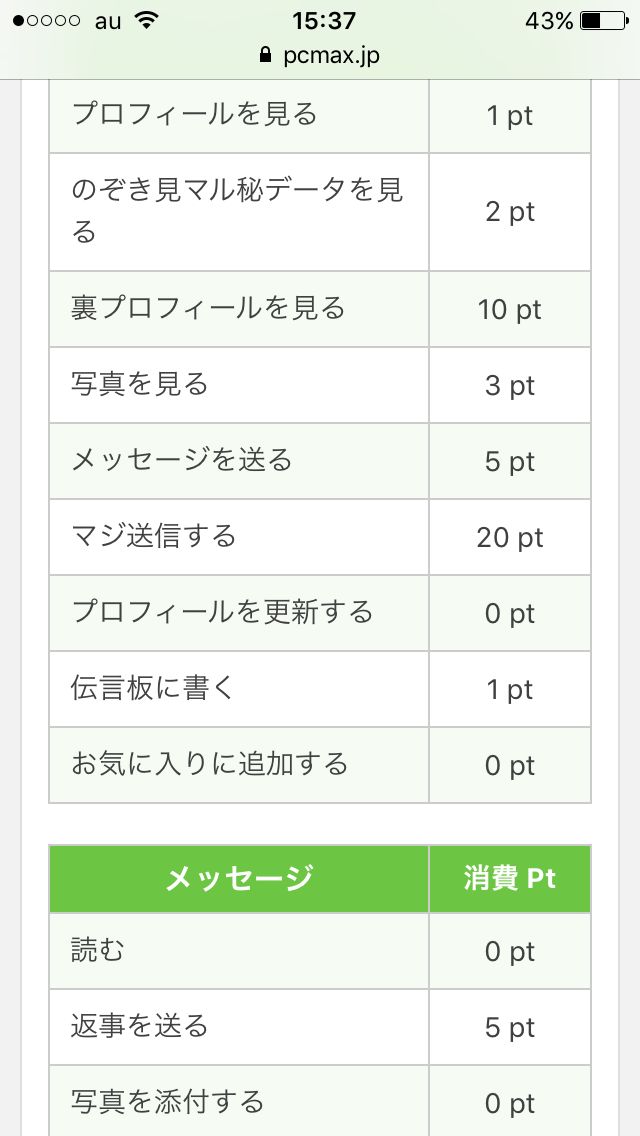 au 15:37 43%
pcmax.jp
プロフィールを見る 1 pt
のぞき見マル秘データを見
る 2 pt
裏プロフィールを見る 10 pt
写真を見る 3 pt
メッセージを送る 5 pt
マジ送信する 20 pt
プロフィールを更新する 0 pt
伝言板に書く 1 pt
お気に入りに追加する 0 pt
メッセージ 消費 Pt
読む 0 pt
返事を送る 5 pt
写真を添付する 0 pt